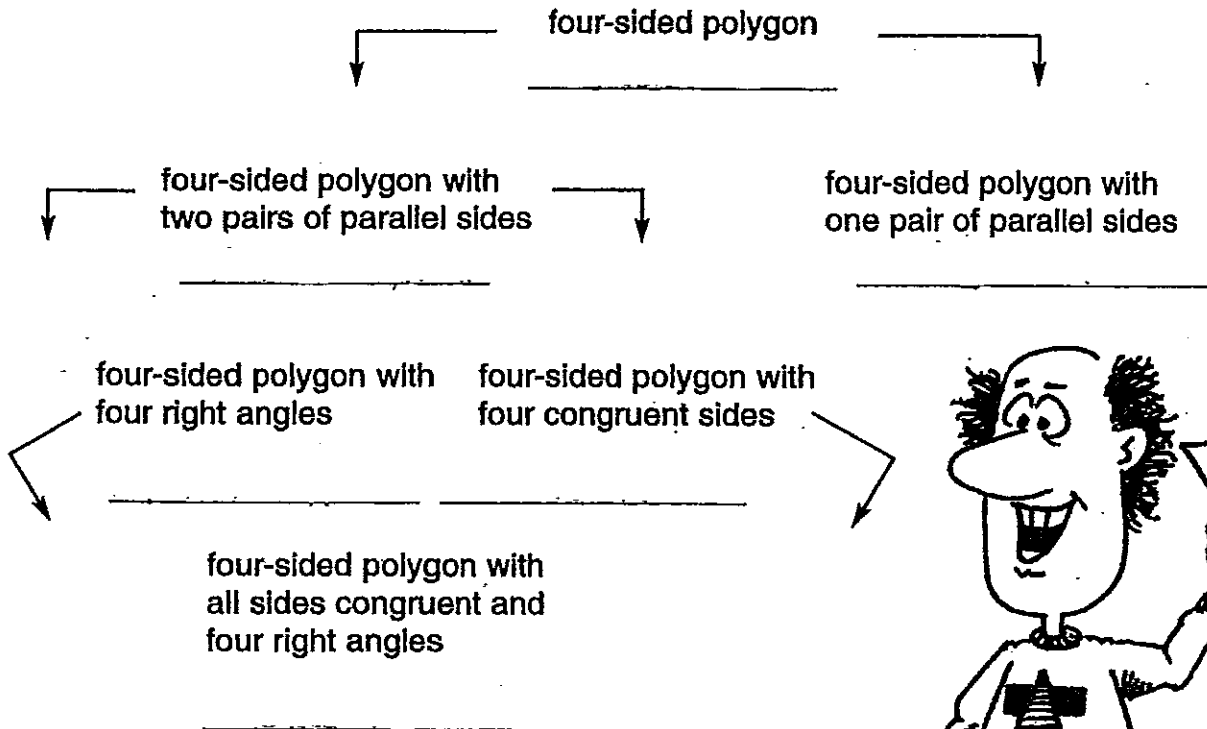 four-sided polygon
four-sided polygon with
two pairs of parallel sides
four-sided polygon with
one pair of parallel sides
four-sided polygon with
four right angles
four-sided polygon with
four congruent sides
four-sided polygon with
all sides congruent and
four right angles